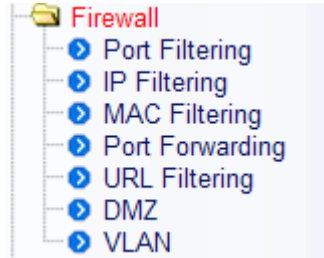 Firewall
Port Filtering
IP Filtering
MAC Filtering
Port Forwarding
URL Filtering
DMZ
VLAN